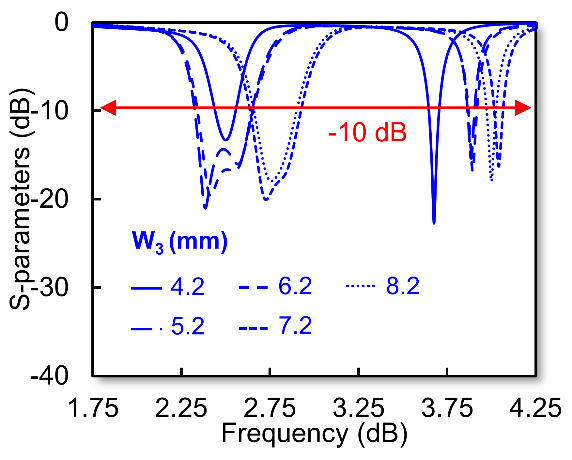 S-parameters (dB)
0
-10
-20
-30
-40
-10 dB
W3 (mm)
4.2 6.2 8.2
5.2 7.2
1.75 2.25 2.75 3.25 3.75 4.25
Frequency (dB)